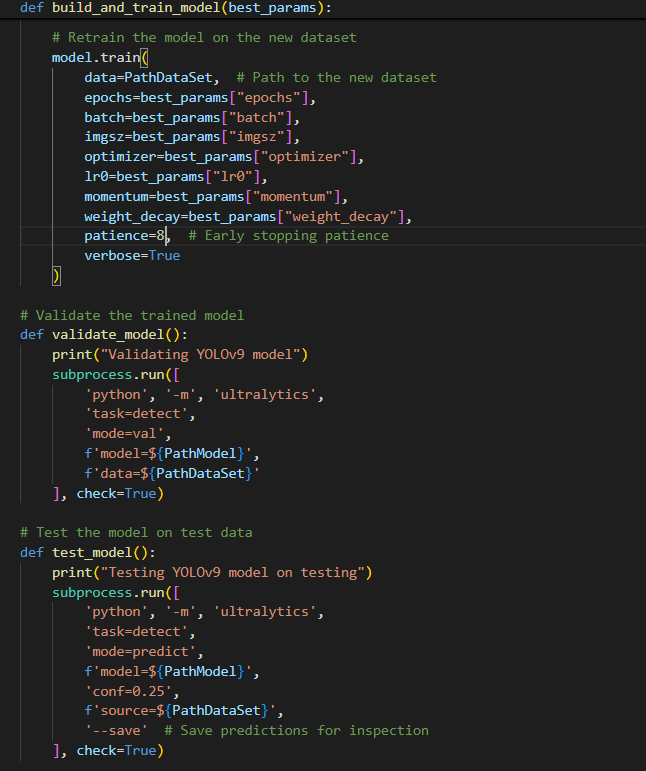 def build_and_train_model(best_params):
# Retrain the model on the new dataset
model.train(
data=PathDataSet,  # Path to the new dataset
epochs=best_params["epochs"],
batch=best_params["batch"],
imgsz=best_params["imgsz"],
optimizer=best_params["optimizer"],
lr0=best_params["lr0"],
momentum=best_params["momentum"],
weight_decay=best_params["weight_decay"],
patience=8,  # Early stopping patience
verbose=True
)
# Validate the trained model
def validate_model():
print("Validating YOLOv9 model")
subprocess.run([
'python', '-m', 'ultralytics',
'task=detect',
'mode=val',
f'model=${PathModel}',
f'data=${PathDataSet}'
], check=True)
# Test the model on test data
def test_model():
print("Testing YOLOv9 model on testing")
subprocess.run([
'python', '-m', 'ultralytics',
'task=detect',
'mode=predict',
f'model=${PathModel}',
'conf=0.25',
f'source=${PathDataSet}',
'--save'  # Save predictions for inspection
], check=True)